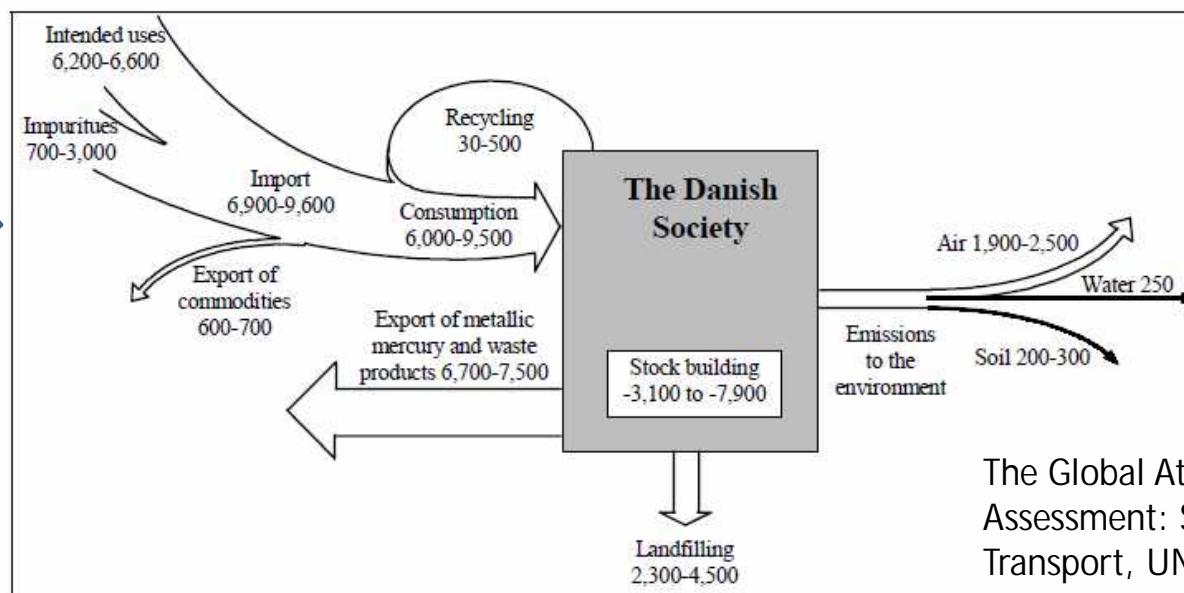 Intended uses
6,200-6,600
Impuritues
700-3,000
Import
6,900-9,600
Export of
commodities
600-700
Recycling
30-500
Consumption
6,000-9,500
Export of metallic
mercury and waste
products 6,700-7,500
The Danish
Society
Stock building
-3,100 to -7,900
Landfilling
2,300-4,500
Emissions
to the
environment
Air 1,900-2,500
Water 250
Soil 200-300
The Global
Assessment:
Transport,